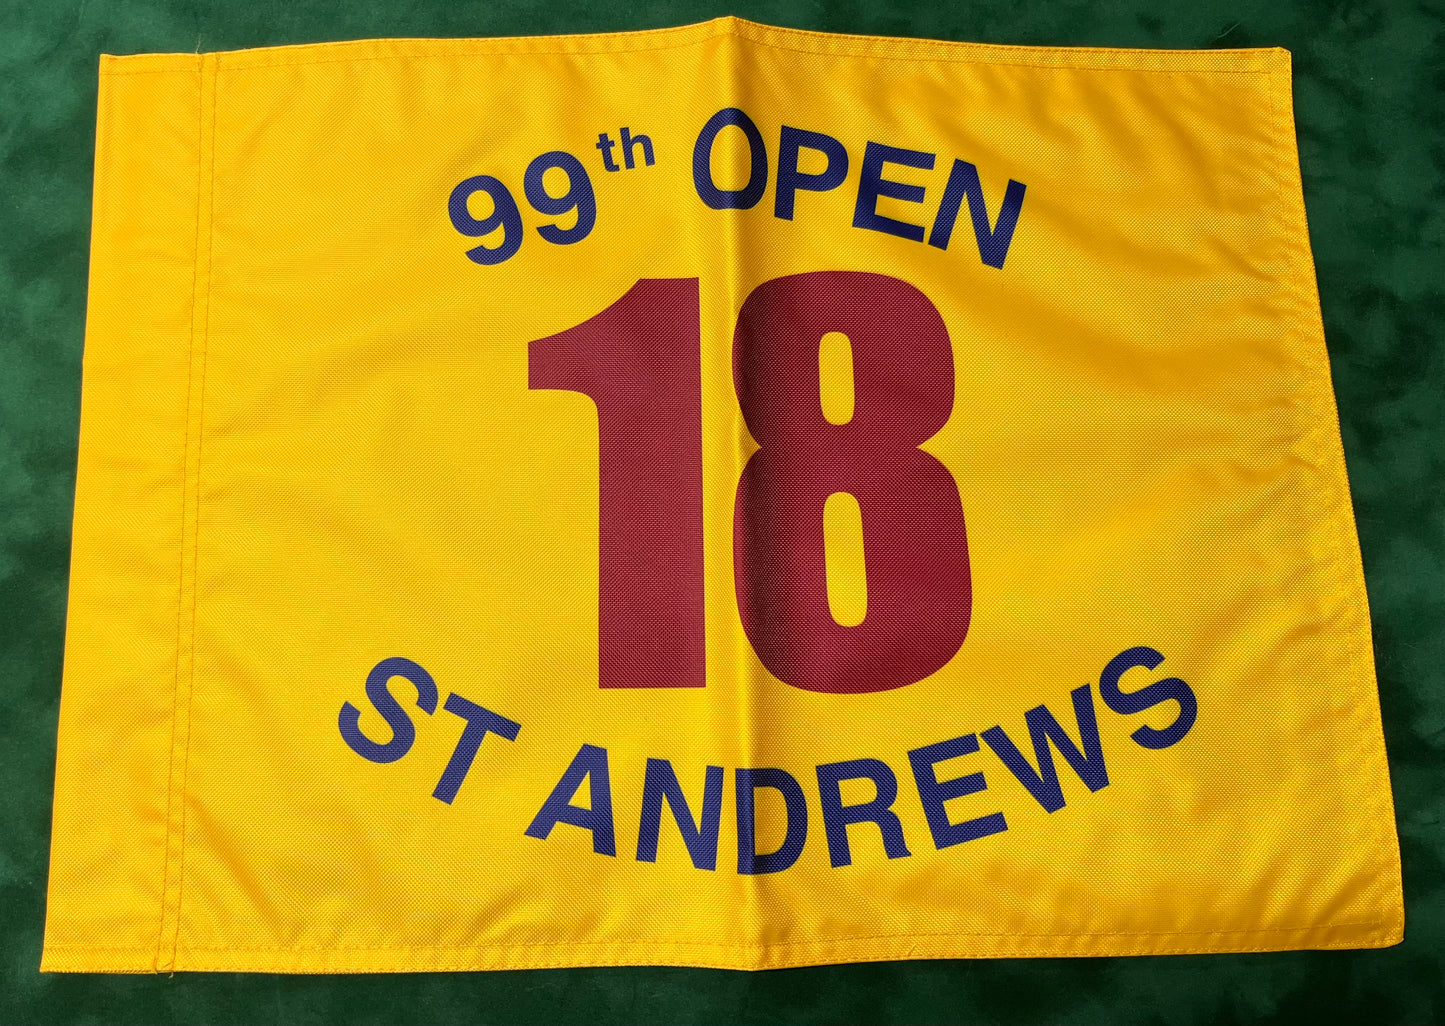 99th OPEN
18
ST ANDREWS